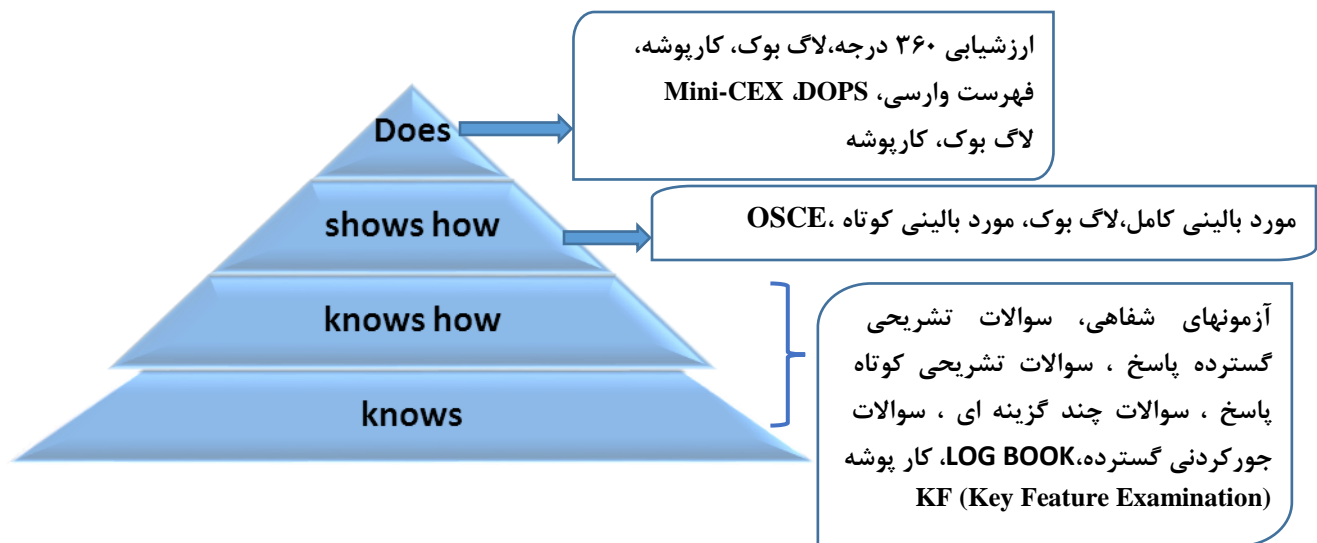 ارزشیابی ۳۶۰ درجه،لاگ بوک، کارپوشه،
فهرست وارسی، Mini-CEX ،DOPS
لاگ بوک، کارپوشه
Does
shows how
مورد بالینی کامل،لاگ بوک، مورد بالینی کوتاه ،OSCE
knows how
knows
آزمونهای شفاهی، سوالات تشریحی
گسترده پاسخ ، سوالات تشریحی کوتاه
پاسخ ، سوالات چند گزینه ای ، سوالات
جورکردنی گسترده،LOG BOOK، کار پوشه
KF (Key Feature Examination)